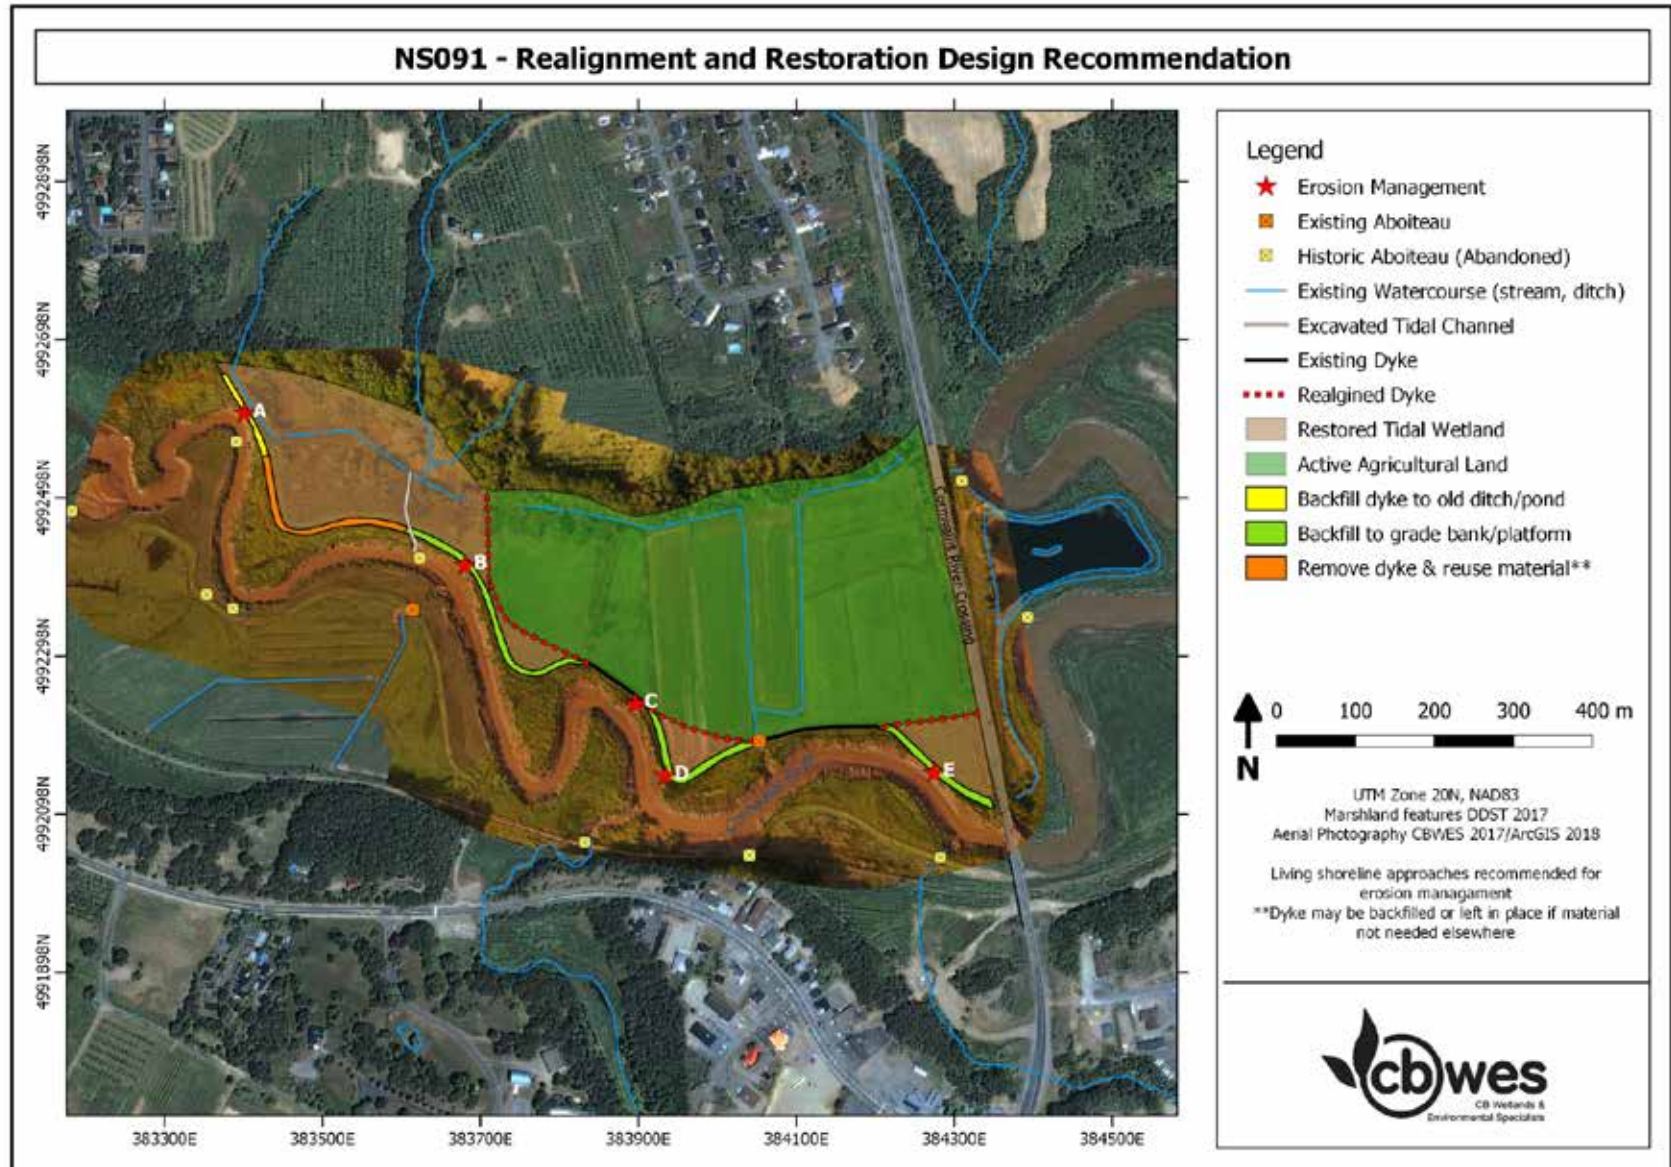 NS091 - Realignment and Restoration Design Recommendation
4992898N
4992698N
4992498N
4992298N
4992098N
4991898N
A
B
C
D
E
383300E
383500E
383700E
383900E
384100E
384300E
384500E
Legend
Erosion Management
Existing Aboiteau
Historic Aboiteau (Abandoned)
Existing Watercourse (stream, ditch)
Excavated Tidal Channel
Existing Dyke
Realgined Dyke
Restored Tidal Wetland
Active Agricultural Land
Backfill dyke to old ditch/pond
Backfill to grade bank/platform
Remove dyke & reuse material**
N
0 100 200 300 400 m
UTM Zone 20N, NAD83
Marshland features DDST 2017
Aerial Photography CBWES 2017/ArcGIS 2018
Living shoreline approaches recommended for
erosion managament
**Dyke may be backfilled or left in place if material
not needed elsewhere
cbwes
CB Wetlands &
Environmental Specialists